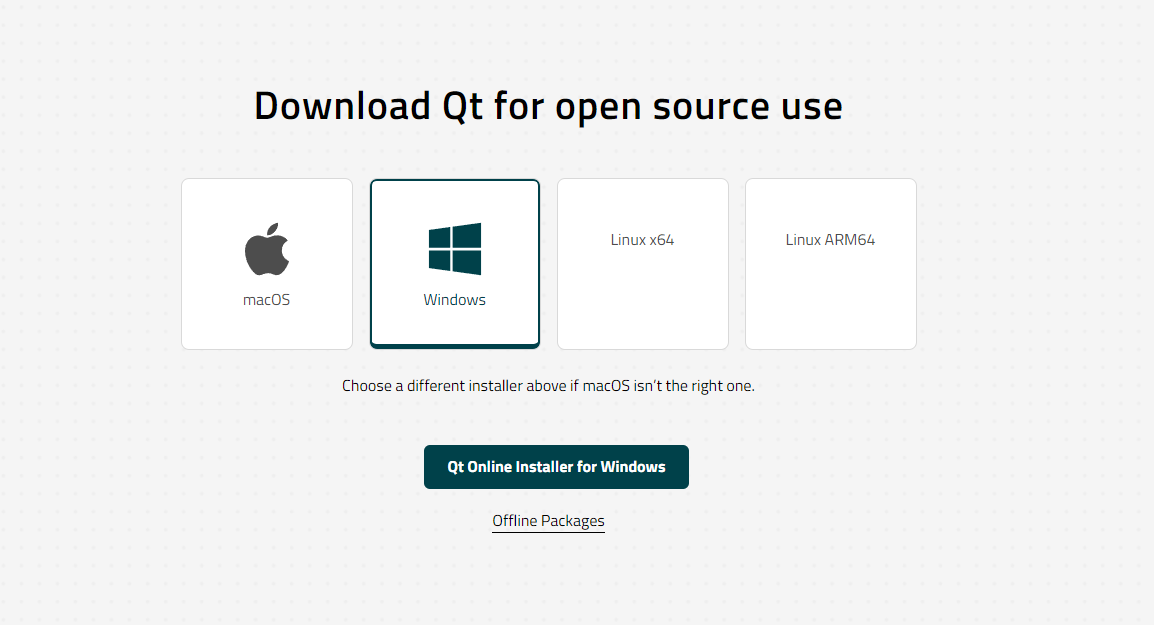 Download Qt for open source use
macOS
Windows
Linux x64
Linux ARM64
Choose a different installer above if macOS isn’t the right one.
Qt Online Installer for Windows
Offline Packages